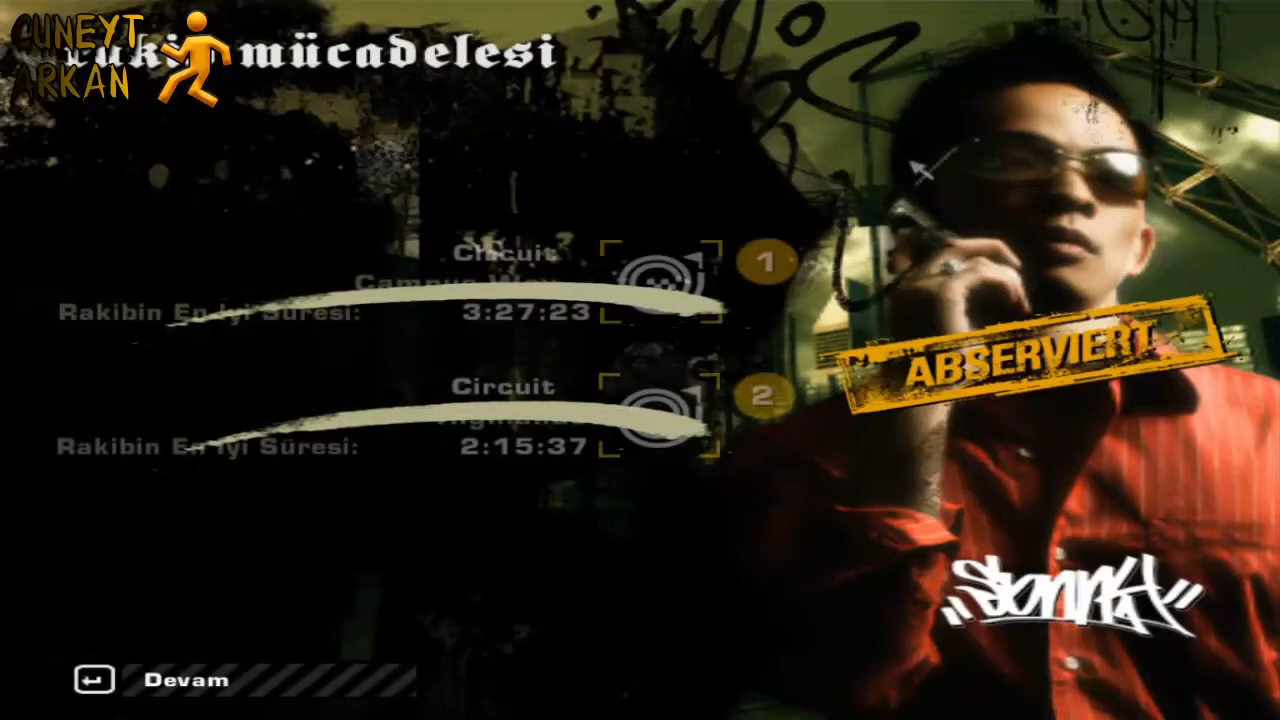 CUNEYT
ARKAN
mücadelesi
Circuit
1
Rakibin En İyi Süresi: 3:27:23
Circuit
2
Rakibin En İyi Süresi: 2:15:37
ABSERVIERT
"Sonny"
Devam